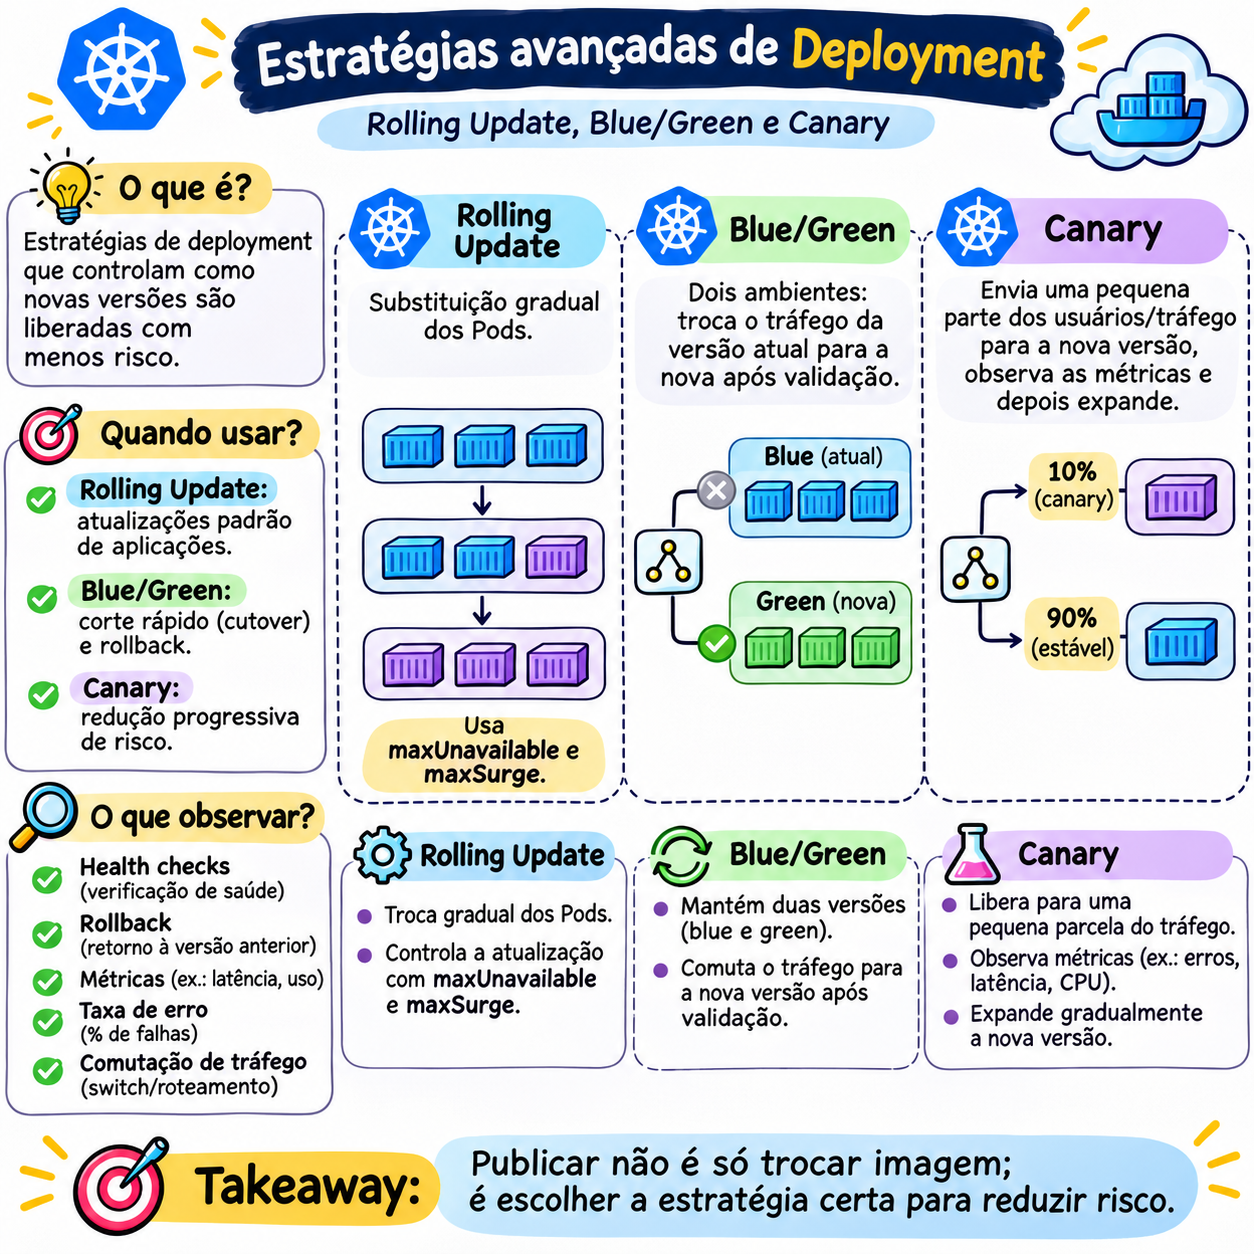 Estratégias avançadas de Deployment
Rolling Update, Blue/Green e Canary
O que é?
Estratégias de deployment
que controlam como
novas versões são
liberadas com
menos risco.
Quando usar?
Rolling Update:
atualizações padrão
de aplicações.
Blue/Green:
corte rápido (cutover)
e rollback.
Canary:
redução progressiva
de risco.
O que observar?
Health checks
(verificação de saúde)
Rollback
(retorno à versão anterior)
Métricas (ex.: latência, uso)
Taxa de erro
(% de falhas)
Comutação de tráfego
(switch/roteamento)
Rolling
Update
Substituição gradual
dos Pods.
Usa
maxUnavailable e
maxSurge.
Blue/Green
Dois ambientes:
troca o tráfego da
versão atual para a
nova após validação.
Blue (atual)
Green (nova)
Canary
Envia uma pequena
parte dos usuários/tráfego
para a nova versão,
observa as métricas e
depois expande.
10%
(canary)
90%
(estável)
Rolling Update
Troca gradual dos Pods.
Controla a atualização
com maxUnavailable
e maxSurge.
Blue/Green
Mantém duas versões
(blue e green).
Comuta o tráfego para
a nova versão após
validação.
Canary
Libera para uma
pequena parcela do tráfego.
Observa métricas (ex.: erros,
latência, CPU).
Expande gradualmente
a nova versão.
Takeaway:
Publicar não é só trocar imagem;
é escolher a estratégia certa para reduzir risco.